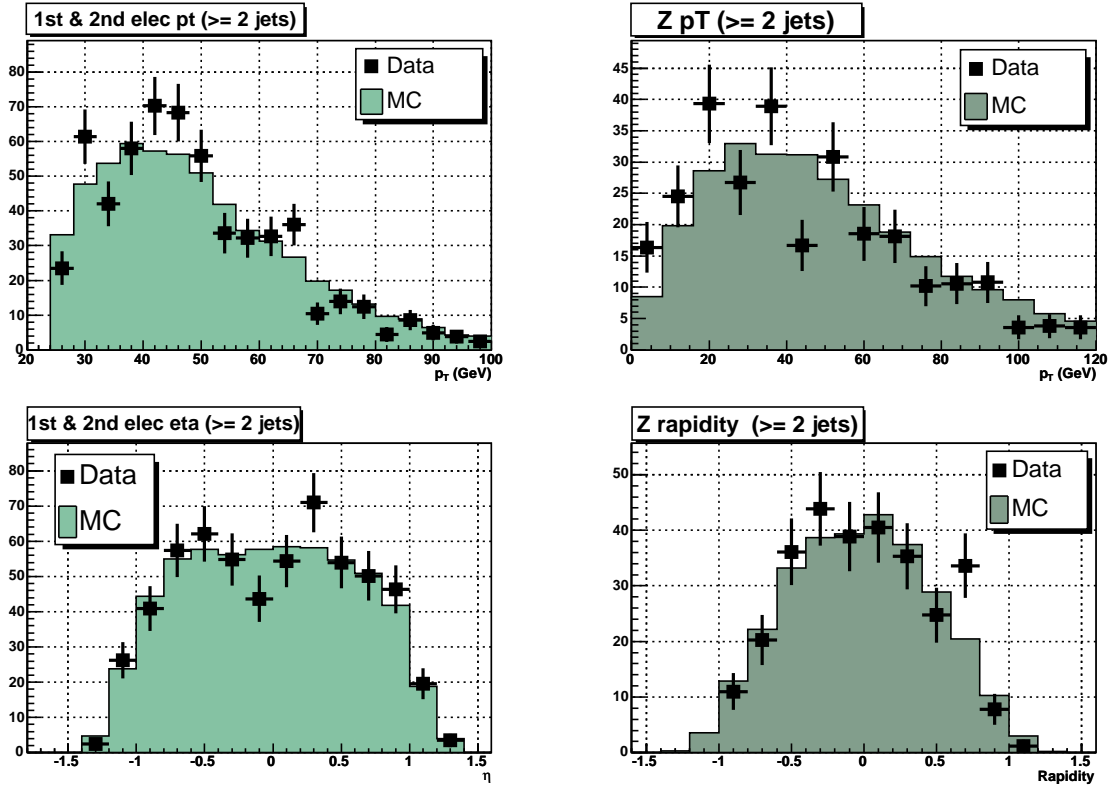 1st & 2nd elec pt (>= 2 jets)
Data
MC
80
70
60
50
40
30
20
10
0
20 30 40 50 60 70 80 90 100
p_T (GeV)
Z pT (>= 2 jets)
Data
MC
45
40
35
30
25
20
15
10
5
0
0 20 40 60 80 100 120
p_T (GeV)
1st & 2nd elec eta (>= 2 jets)
Data
MC
80
70
60
50
40
30
20
10
0
-1.5 -1 -0.5 0 0.5 1 1.5
η
Z rapidity (>= 2 jets)
Data
MC
50
40
30
20
10
0
-1.5 -1 -0.5 0 0.5 1 1.5
Rapidity